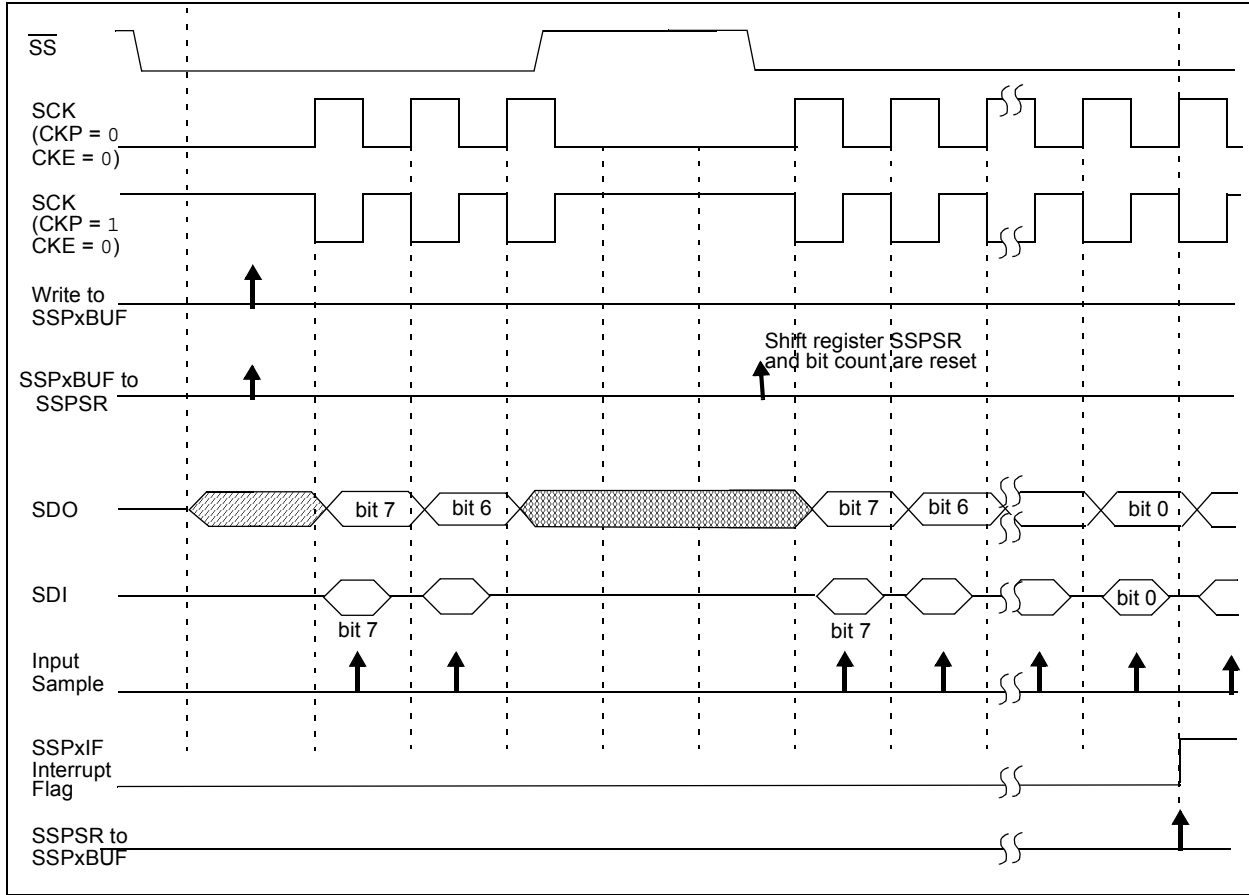 SS
SCK
(CKP = 0
CKE = 0)
SCK
(CKP = 1
CKE = 0)
Write to
SSPxBUF
Shift register SSPSR
and bit count are reset
SSPxBUF to
SSPSR
SDO
bit 7
bit 6
bit 7
bit 6
bit 0
SDI
bit 0
bit 7
bit 7
Input
Sample
SSPxIF
Interrupt
Flag
SSPSR to
SSPxBUF